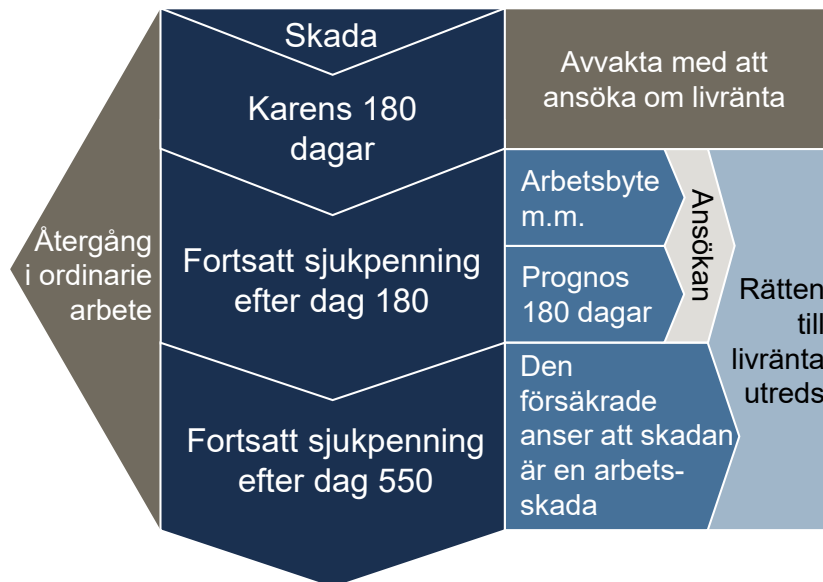 Skada
Karens 180
dagar
Avvakta med att
ansöka om livränta
Återgång
i ordinarie
arbete
Fortsatt sjukpenning
efter dag 180
Arbetsbyte
m.m.
Prognos
180 dagar
Ansökan
Rätten
till
livränta
utreds
Fortsatt sjukpenning
efter dag 550
Den
försäkrade
anser att skadan
är en arbets-
skada